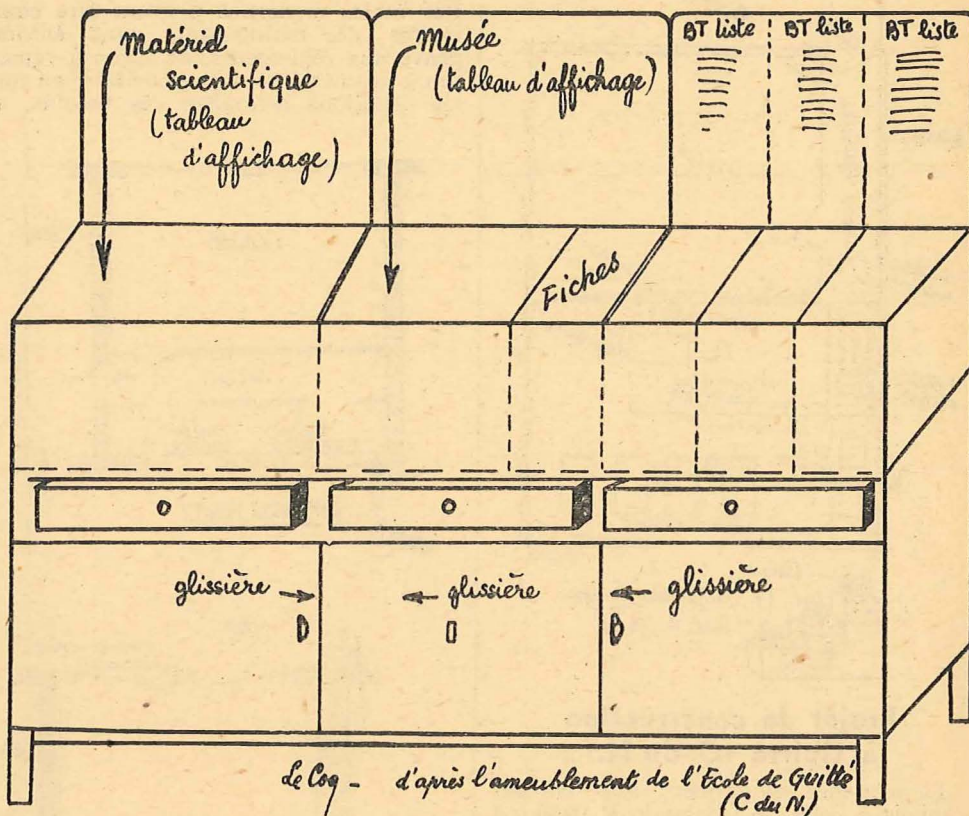 Matériel
scientifique
(tableau
d'affichage)
Musée
(tableau d'affichage)
BT liste
BT liste
BT liste
Fiches
glissière
glissière
glissière
Le Coq - d'après l'ameublement de l'Ecole de Guitté
(C du N.)